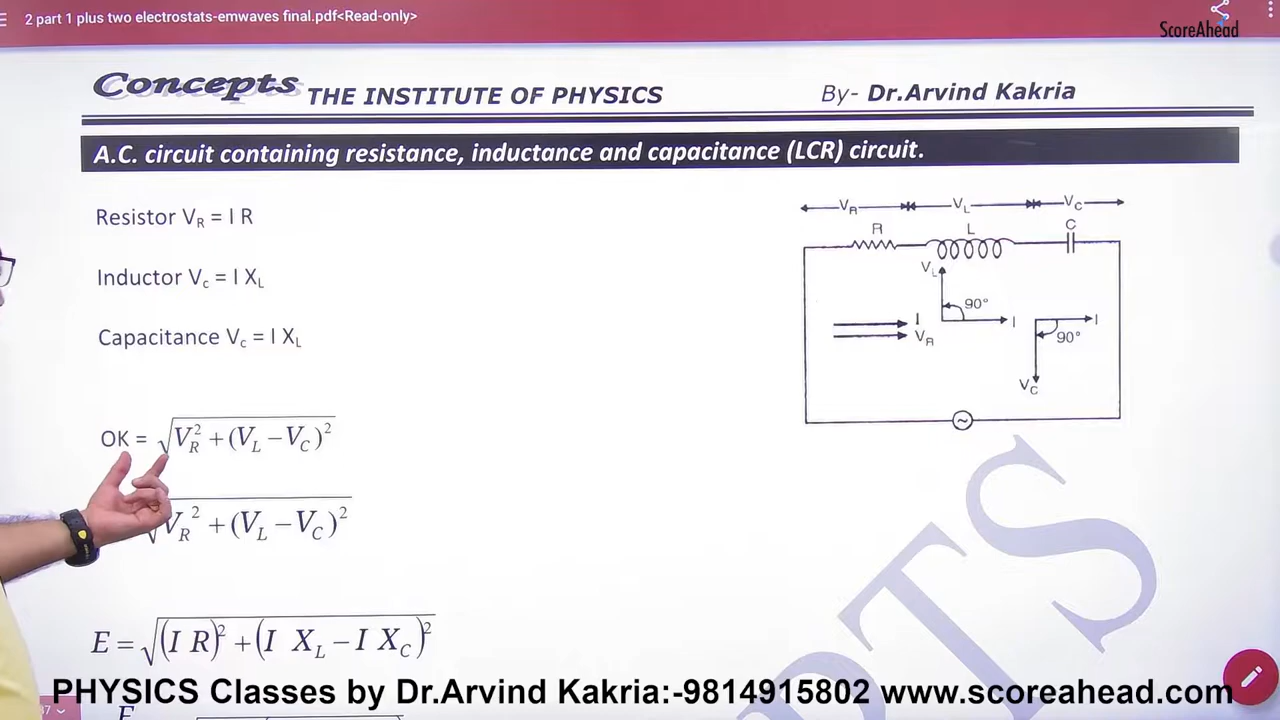 2 part 1 plus two electrostats-emwaves final.pdf<Read-only>
ScoreAhead
Concepts THE INSTITUTE OF PHYSICS By- Dr.Arvind Kakria
A.C. circuit containing resistance, inductance and capacitance (LCR) circuit.
Resistor V_R = I R
Inductor V_c = I X_L
Capacitance V_c = I X_L
V_R V_L V_C
R L C
V_L
90°
I
I
V_R
I
90°
V_C
OK = √V_R² + (V_L − V_C)²
√V_R² + (V_L − V_C)²
E = √(I R)² + (I X_L − I X_C)²
PTS
PHYSICS Classes by Dr.Arvind Kakria:-9814915802 www.scoreahead.com